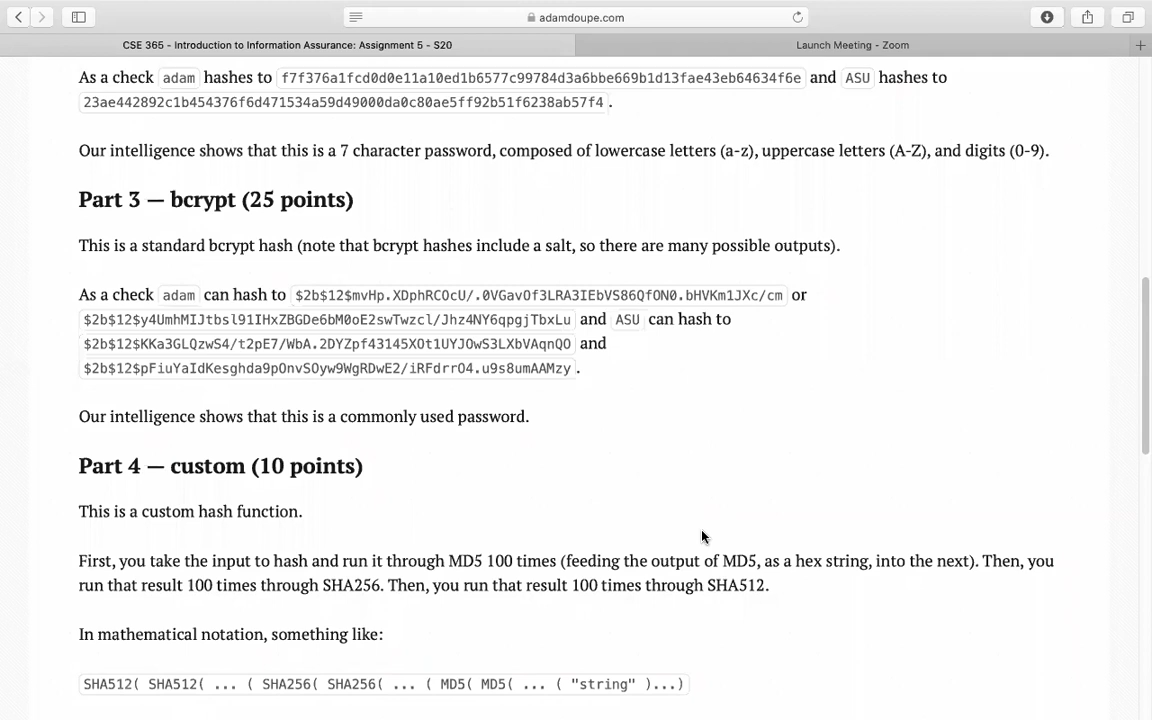 adamdoupe.com
CSE 365 - Introduction to Information Assurance: Assignment 5 - S20
Launch Meeting - Zoom
As a check adam hashes to f7f376a1fcd0d0e11a10ed1b6577c99784d3a6bbe669b1d13fae43eb64634f6e and ASU hashes to
23ae442892c1b454376f6d471534a59d49000da0c80ae5ff92b51f6238ab57f4.
Our intelligence shows that this is a 7 character password, composed of lowercase letters (a-z), uppercase letters (A-Z), and digits (0-9).
Part 3 — bcrypt (25 points)
This is a standard bcrypt hash (note that bcrypt hashes include a salt, so there are many possible outputs).
As a check adam can hash to $2b$12$mvHp.XDphRCOcU/.0VGavOf3LRA3IEbVS86QfON0.bHVKm1JXc/cm or
$2b$12$y4UmhMIJtbsl91IHxZBGDe6bM0oE2swTwzcl/Jhz4NY6qpgjTbxLu and ASU can hash to
$2b$12$KKa3GLQzwS4/t2pE7/WbA.2DYZpf43145XOt1UYJOwS3LXbVAqnQO and
$2b$12$pFiuYaIdKesghda9pOnvSOyw9WgRDwE2/iRFdrrO4.u9s8umAAMzy.
Our intelligence shows that this is a commonly used password.
Part 4 — custom (10 points)
This is a custom hash function.
First, you take the input to hash and run it through MD5 100 times (feeding the output of MD5, as a hex string, into the next). Then, you
run that result 100 times through SHA256. Then, you run that result 100 times through SHA512.
In mathematical notation, something like:
SHA512( SHA512( ... ( SHA256( SHA256( ... ( MD5( MD5( ... ( "string" )...)